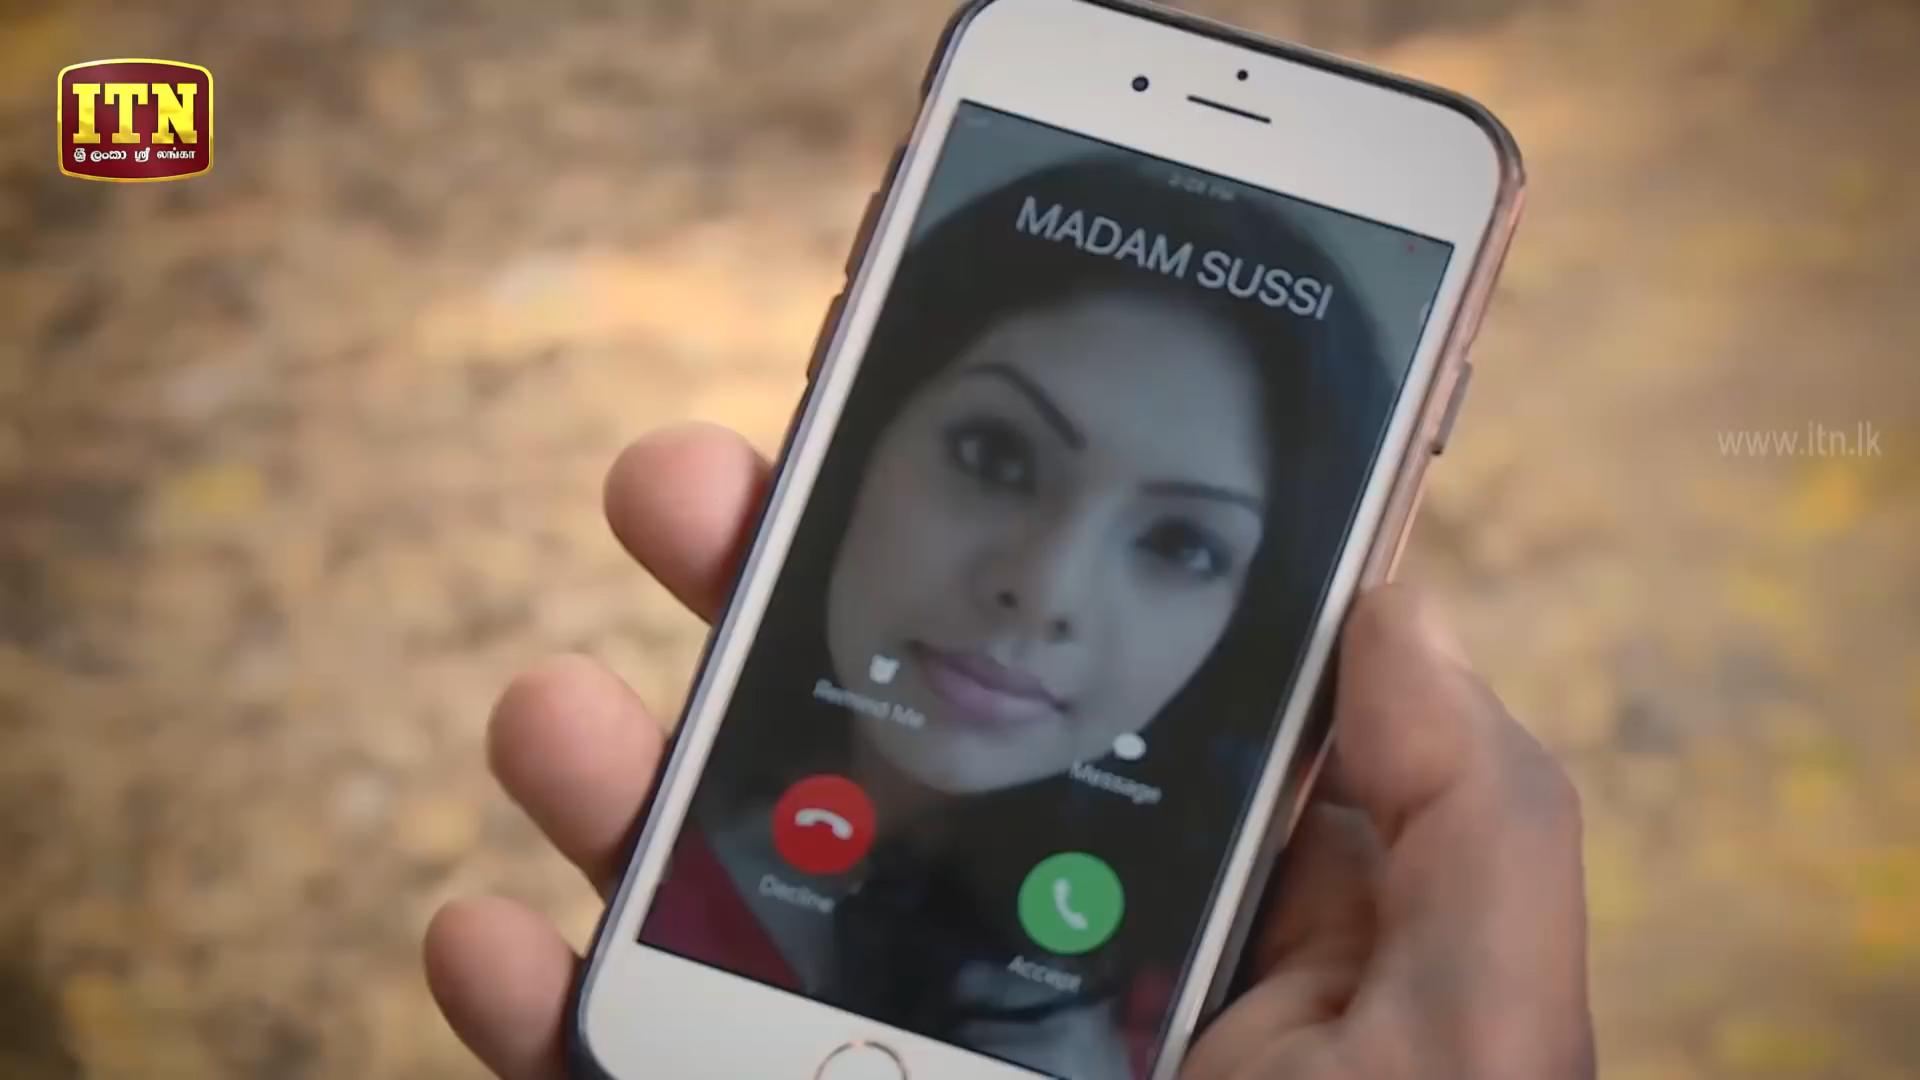 ITN
ශ්‍රී ලංකා ஸ்ரீ லங்கா
MADAM SUSSI
www.itn.lk
Remind Me
Message
Decline
Accept